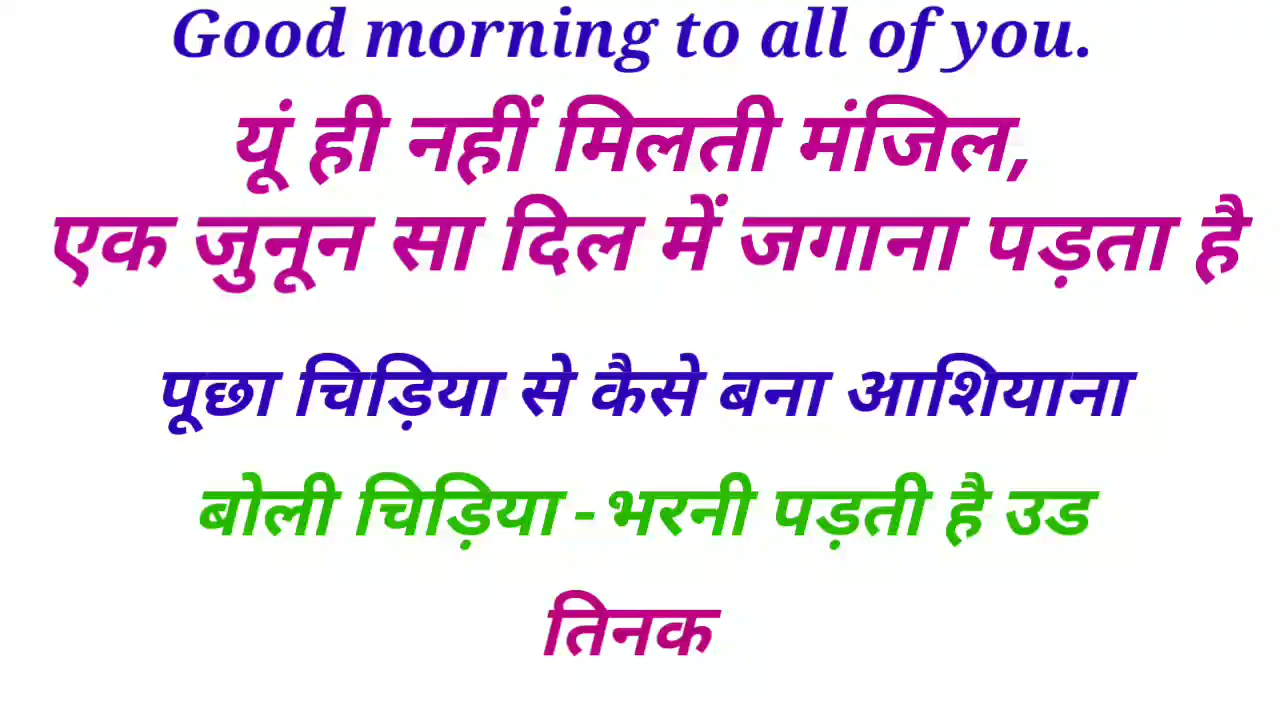 Good morning to all of you.
यूं ही नहीं मिलती मंजिल,
एक जुनून सा दिल में जगाना पड़ता है
पूछा चिड़िया से कैसे बना आशियाना
बोली चिड़िया - भरनी पड़ती है उड
तिनक